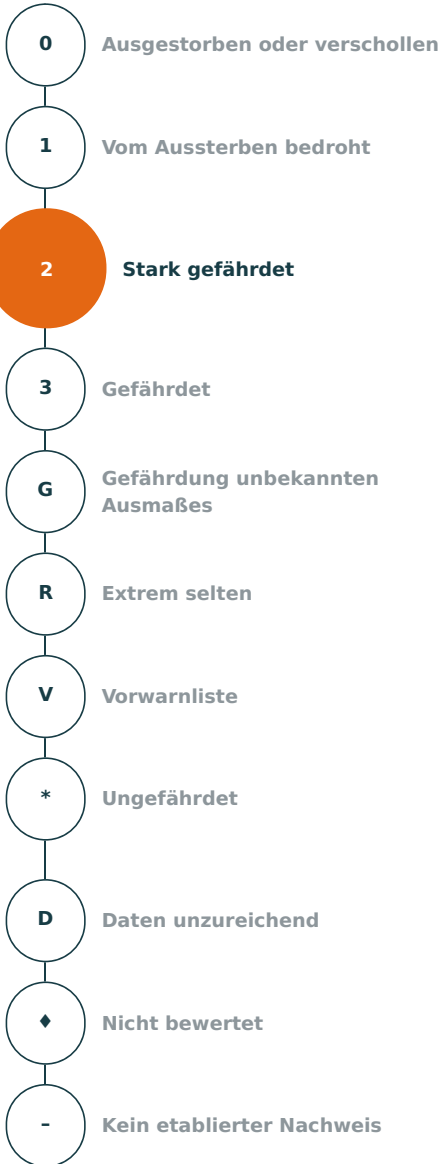 0 Ausgestorben oder verschollen
1 Vom Aussterben bedroht
2 Stark gefährdet
3 Gefährdet
G Gefährdung unbekannten
Ausmaßes
R Extrem selten
V Vorwarnliste
* Ungefährdet
D Daten unzureichend
♦ Nicht bewertet
– Kein etablierter Nachweis